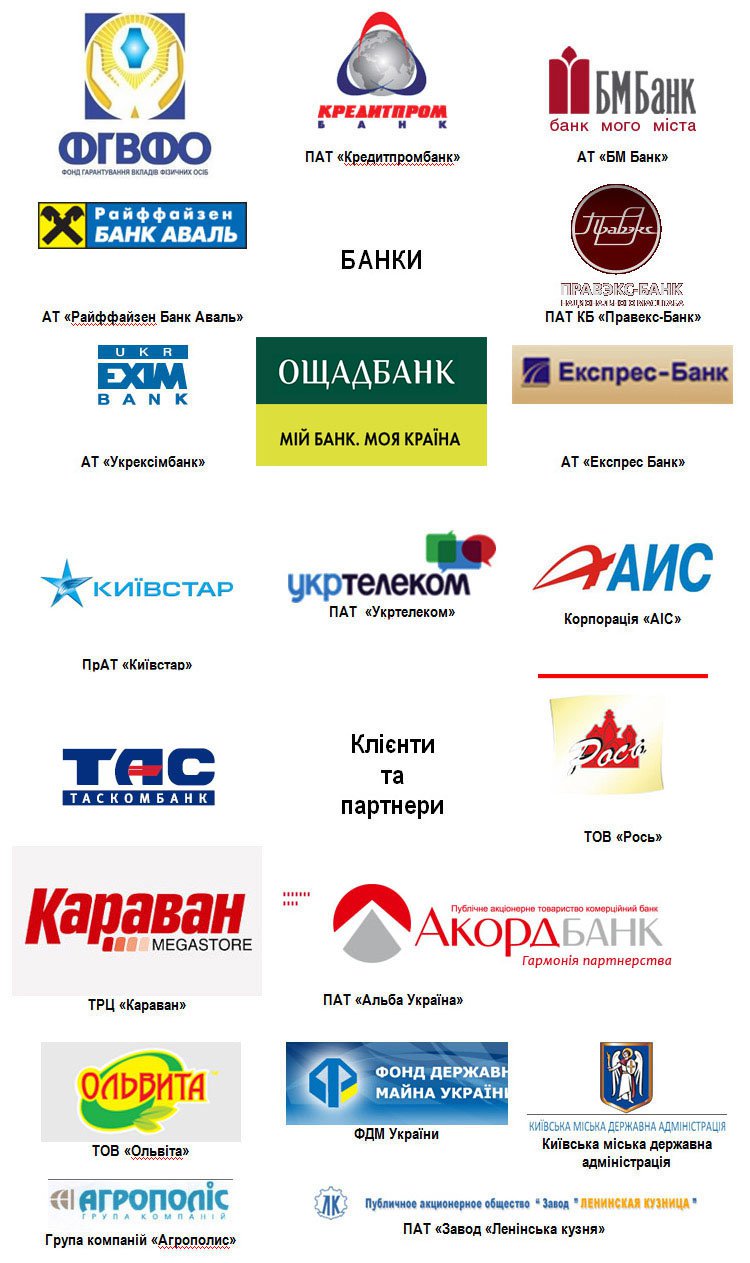 ФГВФО
ФОНД ГАРАНТУВАННЯ ВКЛАДІВ ФІЗИЧНИХ ОСІБ
КРЕДИТПРОМ
БАНК
ПАТ «Кредитпромбанк»
БМ Банк
банк мого міста
АТ «БМ Банк»
Райффайзен
БАНК АВАЛЬ
АТ «Райффайзен Банк Аваль»
БАНКИ
Правэкс
ПРАВЭКС-БАНК
ПАТ КБ «Правекс-Банк»
UKR
EXIM
BANK
АТ «Укрексімбанк»
ОЩАДБАНК
МІЙ БАНК. МОЯ КРАЇНА
Експрес-Банк
АТ «Експрес Банк»
КИЇВСТАР
ПрАТ «Київстар»
укртелеком
ПАТ «Укртелеком»
АИС
Корпорація «АІС»
ТАС
ТАСКОМБАНК
Клієнти
та
партнери
Рось
ТОВ «Рось»
Караван
MEGASTORE
ТРЦ «Караван»
Публічне акціонерне товариство комерційний банк
АКОРДБАНК
Гармонія партнерства
ПАТ «Альба Україна»
ОЛЬВИТА
ТОВ «Ольвіта»
ФОНД ДЕРЖАВН
МАЙНА УКРАЇНИ
ФДМ України
КИЇВСЬКА МІСЬКА ДЕРЖАВНА АДМІНІСТРАЦІЯ
Київська міська державна
адміністрація
АГРОПОЛІС
ГРУПА КОМПАНІЙ
Група компаній «Агрополис»
ЛК
Публичное акционерное общество "Завод "ЛЕНИНСКАЯ КУЗНИЦА"
ПАТ «Завод «Ленінська кузня»